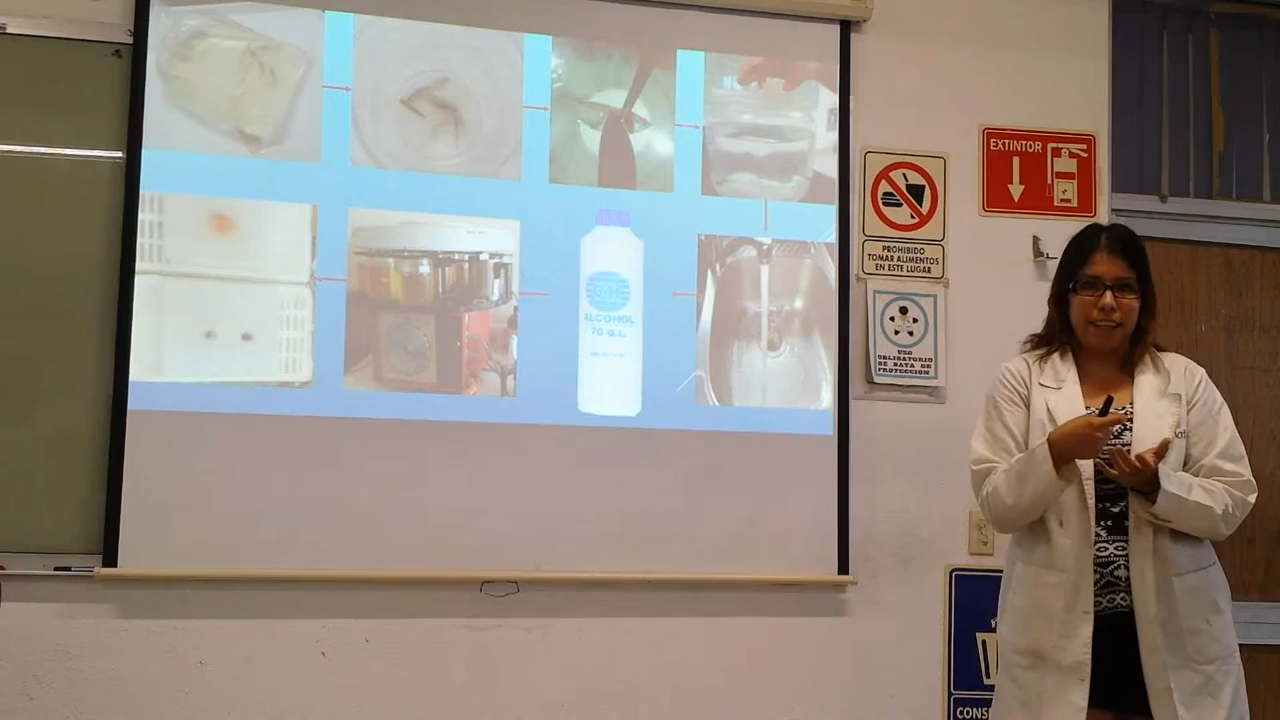 ALCOHOL
70 G.L.
EXTINTOR
PROHIBIDO
TOMAR ALIMENTOS
EN ESTE LUGAR
USO
OBLIGATORIO
DE BATA DE
PROTECCION
CONS